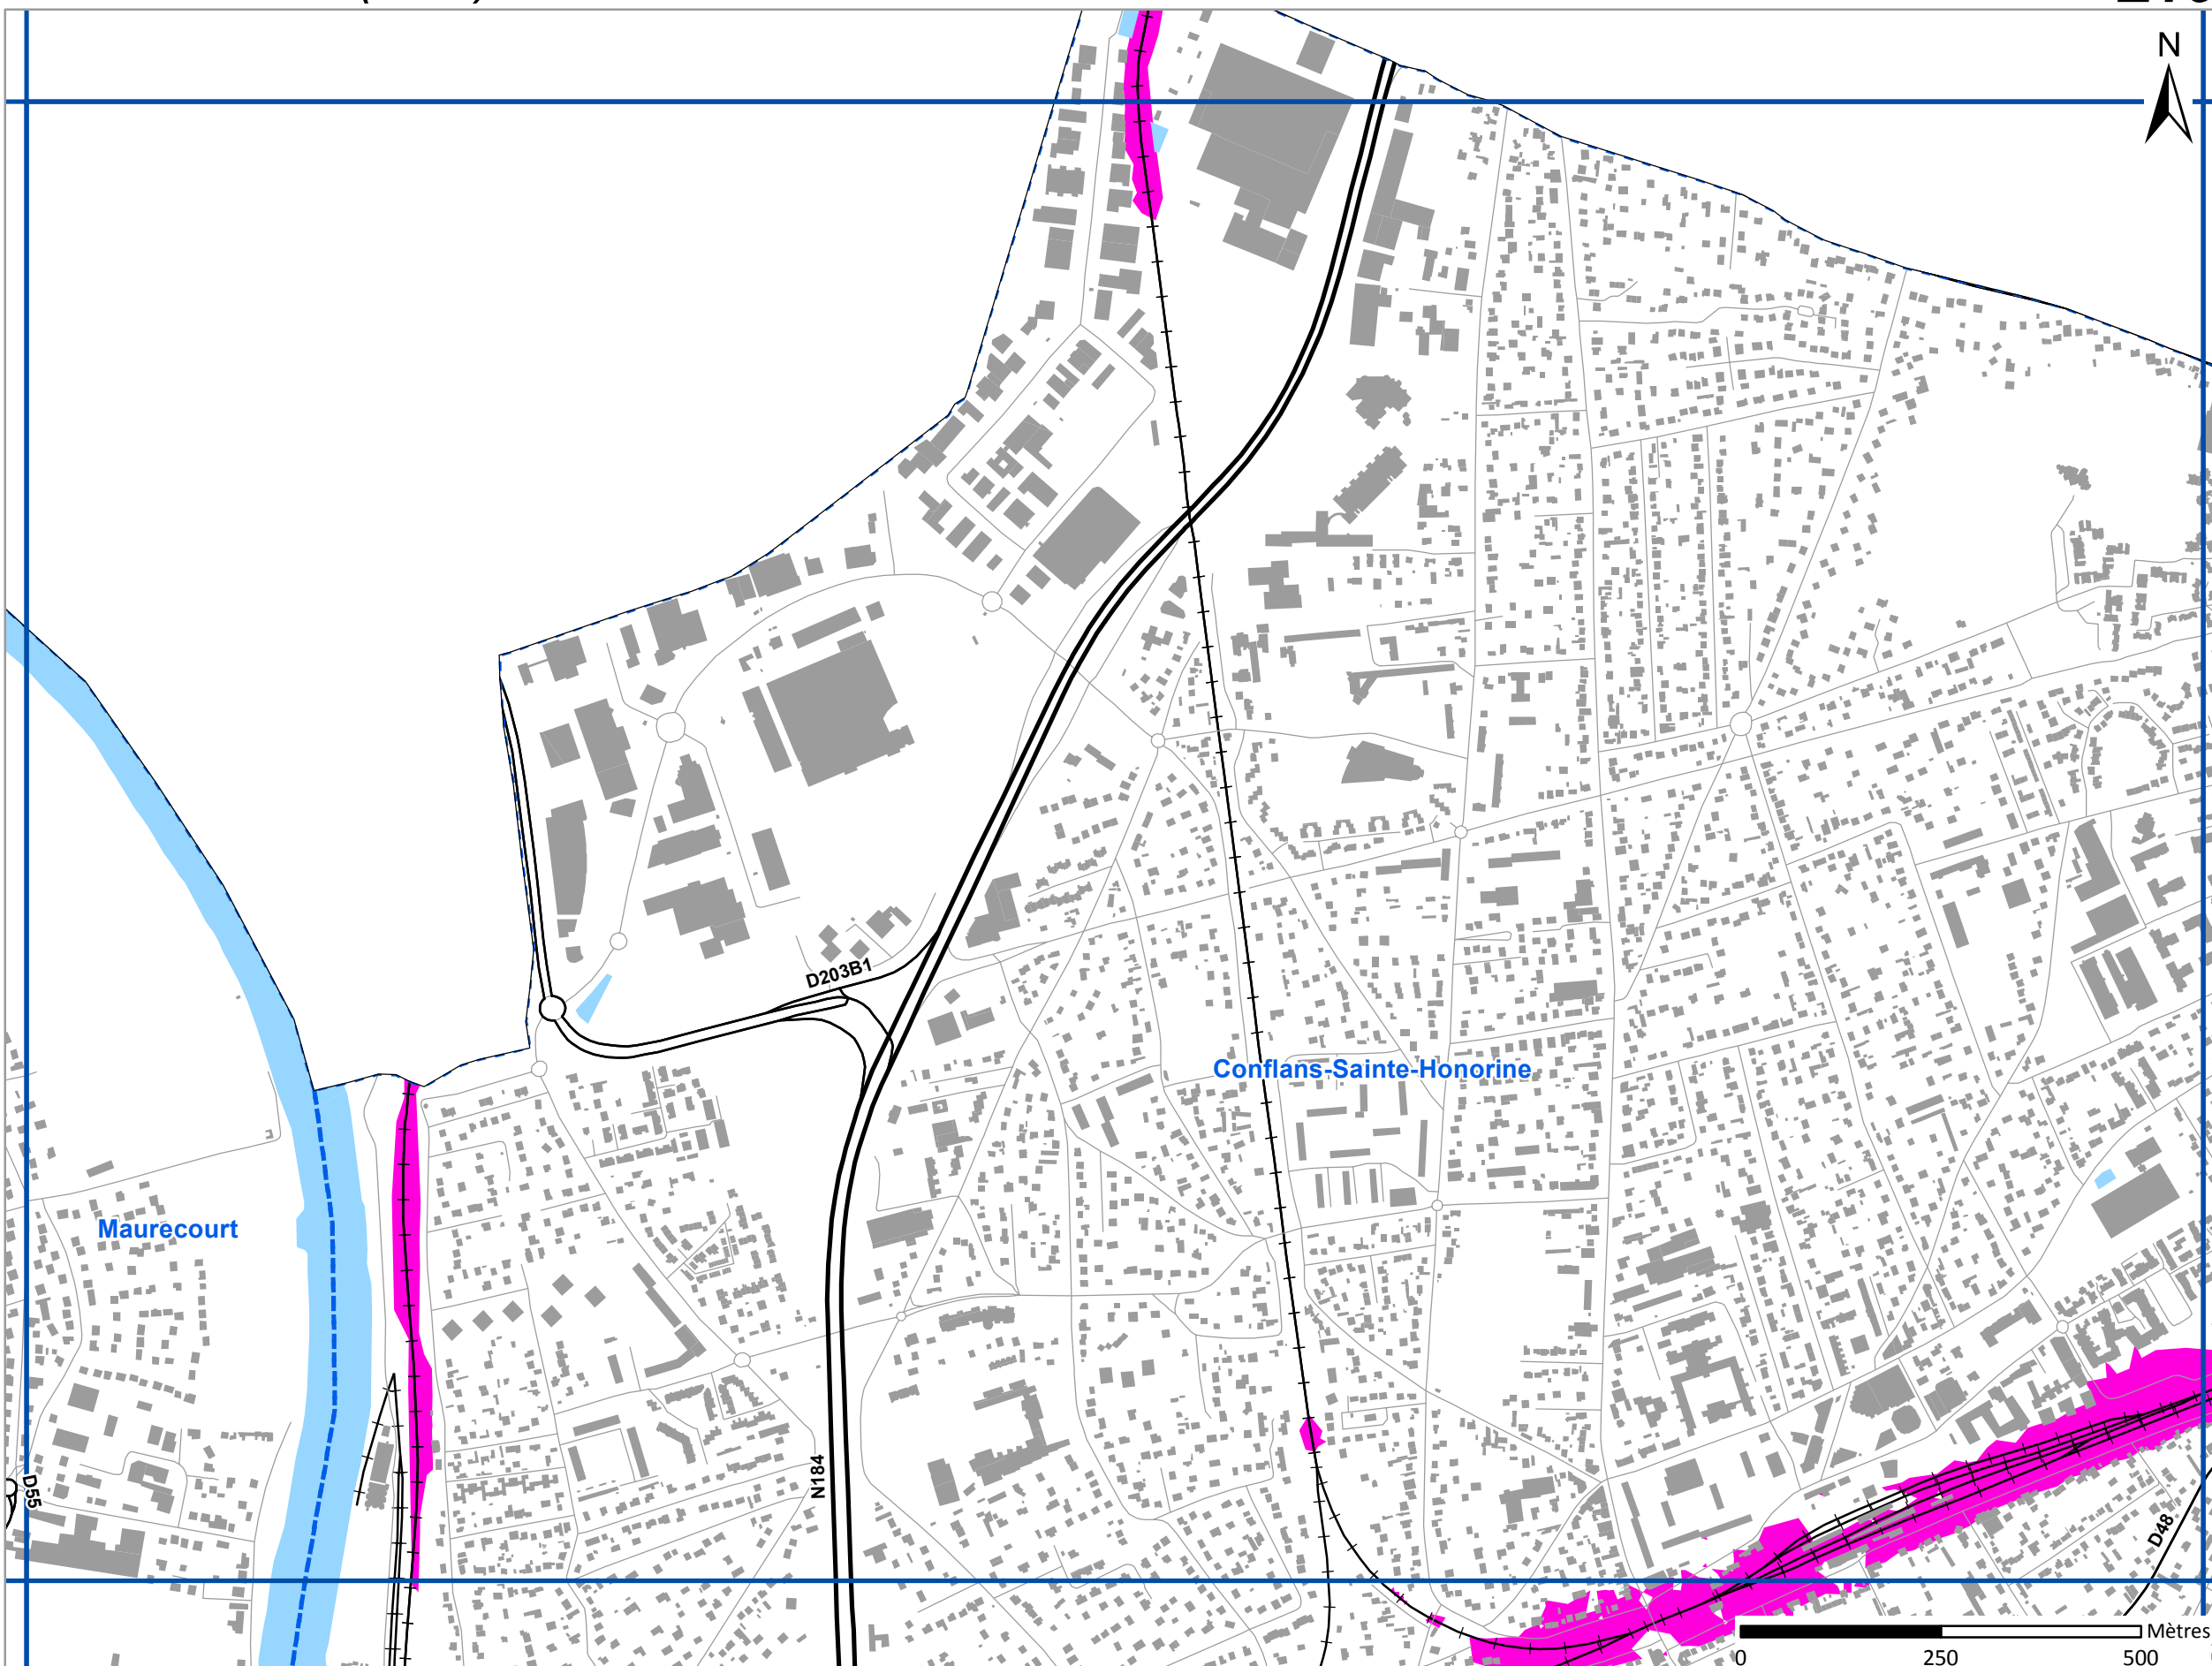 N
D203B1
Conflans-Sainte-Honorine
Maurecourt
N184
D55
D48
Mètres
0 250 500